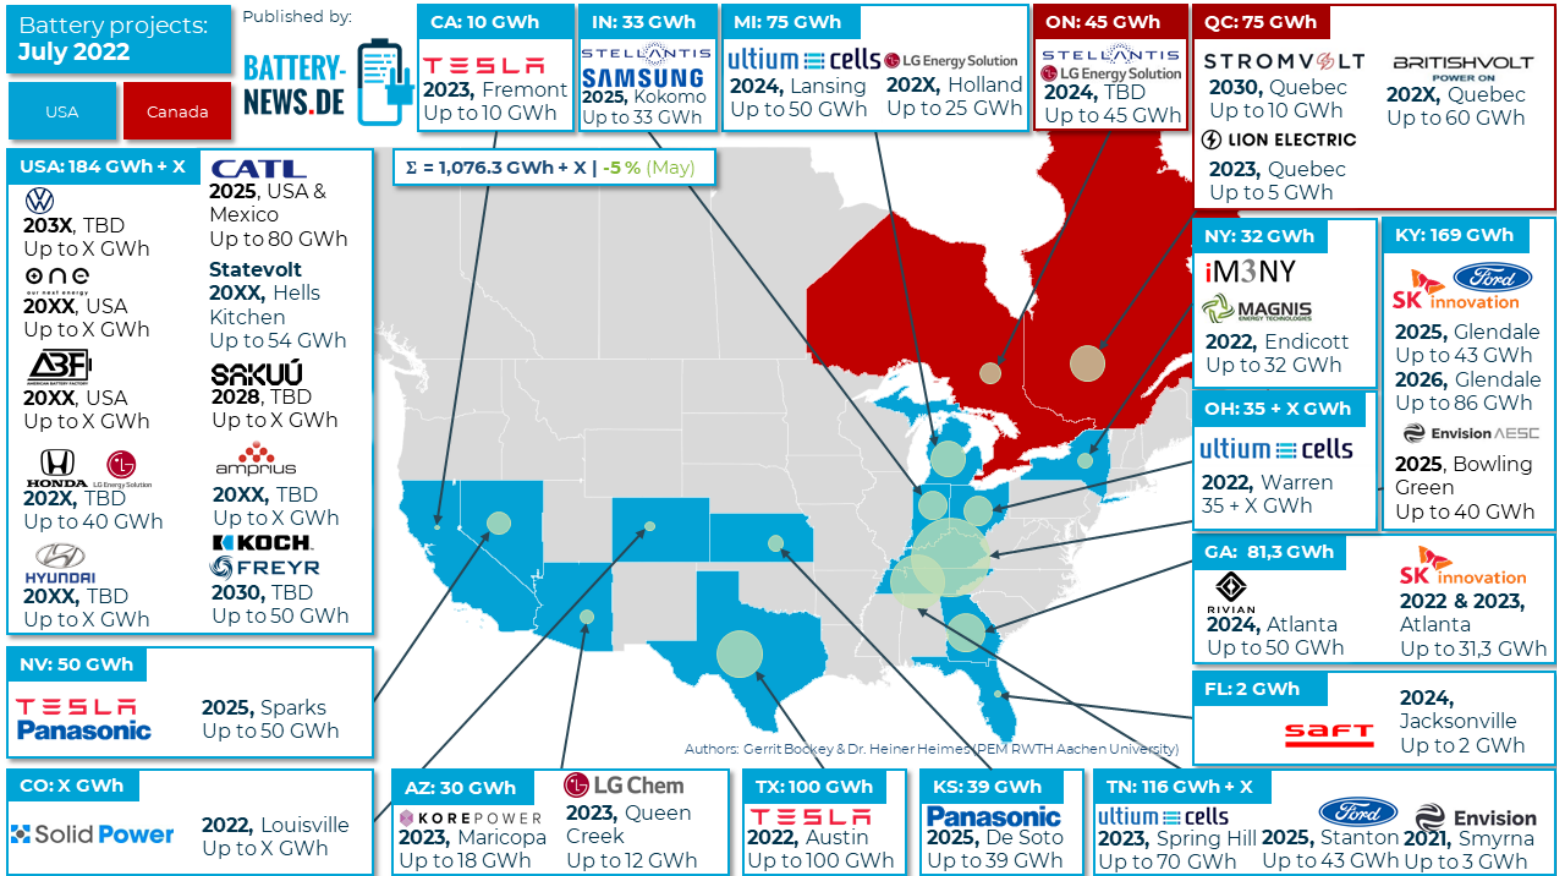 Battery projects:
July 2022
Published by:
BATTERY-
NEWS.DE
USA
Canada
CA: 10 GWh
TESLA
2023, Fremont
Up to 10 GWh
IN: 33 GWh
STELLANTIS
SAMSUNG
2025, Kokomo
Up to 33 GWh
MI: 75 GWh
ultium cells
2024, Lansing
Up to 50 GWh
LG Energy Solution
202X, Holland
Up to 25 GWh
ON: 45 GWh
STELLANTIS
LG Energy Solution
2024, TBD
Up to 45 GWh
QC: 75 GWh
STROMVOLT
2030, Quebec
Up to 10 GWh
LION ELECTRIC
2023, Quebec
Up to 5 GWh
BRITISHVOLT
POWER ON
202X, Quebec
Up to 60 GWh
Σ = 1,076.3 GWh + X | -5 % (May)
USA: 184 GWh + X
203X, TBD
Up to X GWh
one
our next energy
20XX, USA
Up to X GWh
ABF
AMERICAN BATTERY FACTORY
20XX, USA
Up to X GWh
HONDA
LG Energy Solution
202X, TBD
Up to 40 GWh
HYUNDAI
20XX, TBD
Up to X GWh
CATL
2025, USA &
Mexico
Up to 80 GWh
Statevolt
20XX, Hells
Kitchen
Up to 54 GWh
SAKUÚ
2028, TBD
Up to X GWh
amprius
20XX, TBD
Up to X GWh
KOCH
FREYR
2030, TBD
Up to 50 GWh
NY: 32 GWh
iM3NY
MAGNIS
ENERGY TECHNOLOGIES
2022, Endicott
Up to 32 GWh
KY: 169 GWh
SK innovation
Ford
2025, Glendale
Up to 43 GWh
2026, Glendale
Up to 86 GWh
Envision AESC
2025, Bowling
Green
Up to 40 GWh
OH: 35 + X GWh
ultium cells
2022, Warren
35 + X GWh
GA: 81,3 GWh
RIVIAN
2024, Atlanta
Up to 50 GWh
SK innovation
2022 & 2023,
Atlanta
Up to 31,3 GWh
NV: 50 GWh
TESLA
Panasonic
2025, Sparks
Up to 50 GWh
FL: 2 GWh
saft
2024,
Jacksonville
Up to 2 GWh
Authors: Gerrit Bockey & Dr. Heiner Heimes (PEM RWTH Aachen University)
CO: X GWh
Solid Power
2022, Louisville
Up to X GWh
AZ: 30 GWh
KOREPOWER
2023, Maricopa
Up to 18 GWh
LG Chem
2023, Queen
Creek
Up to 12 GWh
TX: 100 GWh
TESLA
2022, Austin
Up to 100 GWh
KS: 39 GWh
Panasonic
2025, De Soto
Up to 39 GWh
TN: 116 GWh + X
ultium cells
2023, Spring Hill
Up to 70 GWh
Ford
2025, Stanton
Up to 43 GWh
Envision
2021, Smyrna
Up to 3 GWh